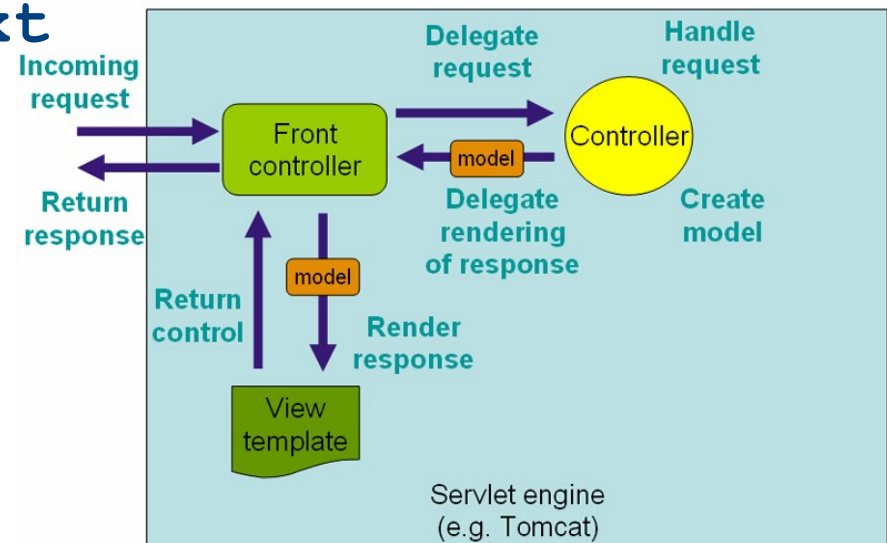 xt
Incoming
request
Return
response
Front
controller
Delegate
request
Handle
request
Controller
model
Delegate
rendering
of response
Create
model
model
Return
control
Render
response
View
template
Servlet engine
(e.g. Tomcat)